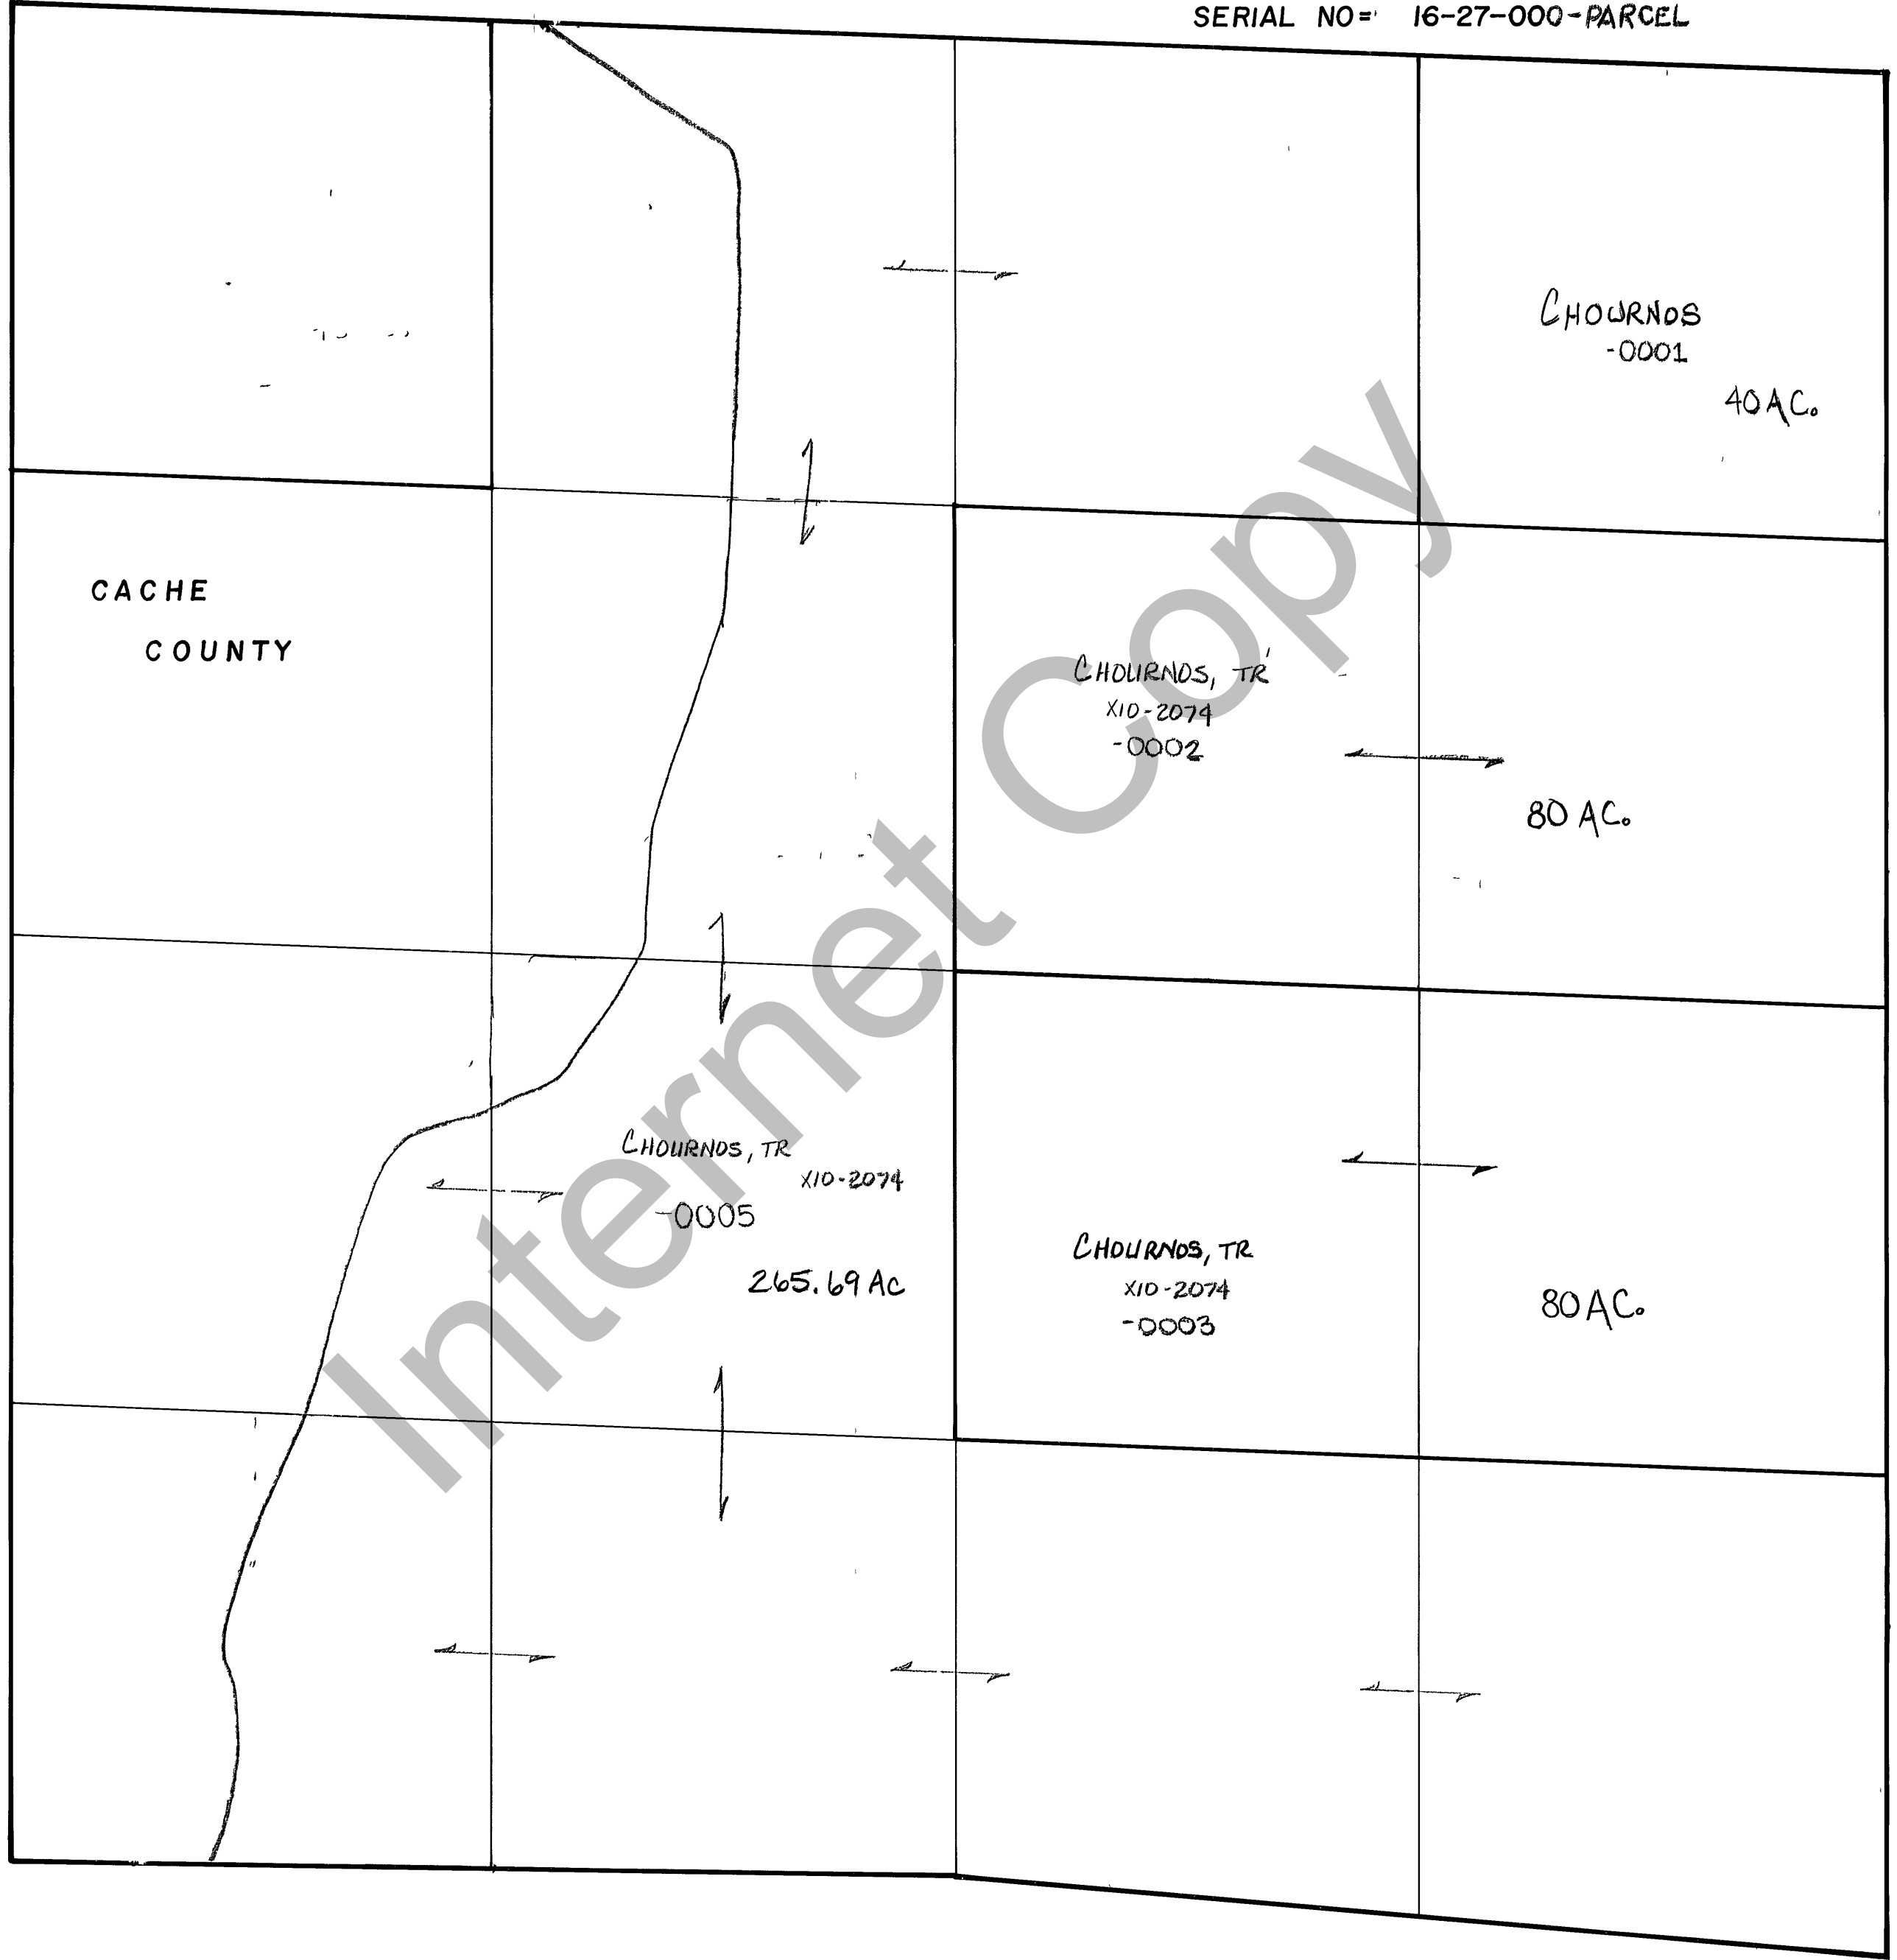 SERIAL NO= 16-27-000-PARCEL
CHOURNOS
-0001
40 AC.
CACHE
COUNTY
CHOURNOS, TR
X10-2074
-0002
80 AC.
CHOURNOS, TR
X10-2074
-0005
265.69 AC
CHOURNOS, TR
X10-2074
-0003
80 AC.
Internet Copy